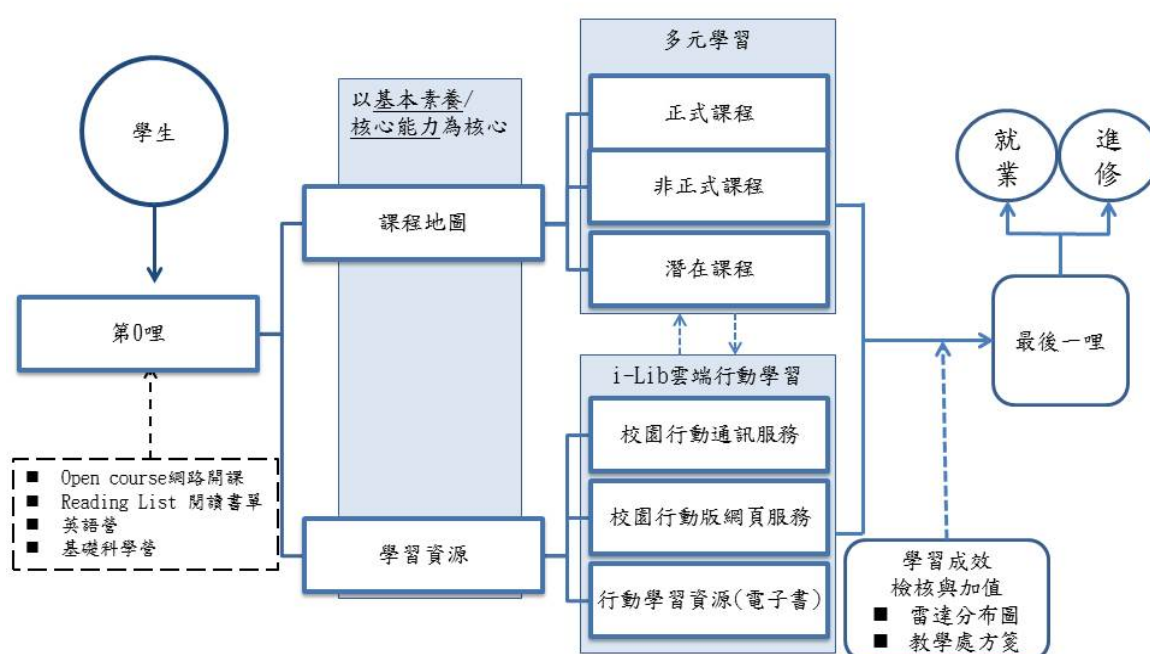 學生
第0哩
■ Open course網路開課
■ Reading List 閱讀書單
■ 英語營
■ 基礎科學營
以基本素養/
核心能力為核心
課程地圖
學習資源
多元學習
正式課程
非正式課程
潛在課程
i-Lib雲端行動學習
校園行動通訊服務
校園行動版網頁服務
行動學習資源(電子書)
就
業
進
修
最後一哩
學習成效
檢核與加值
■ 雷達分布圖
■ 教學處方箋